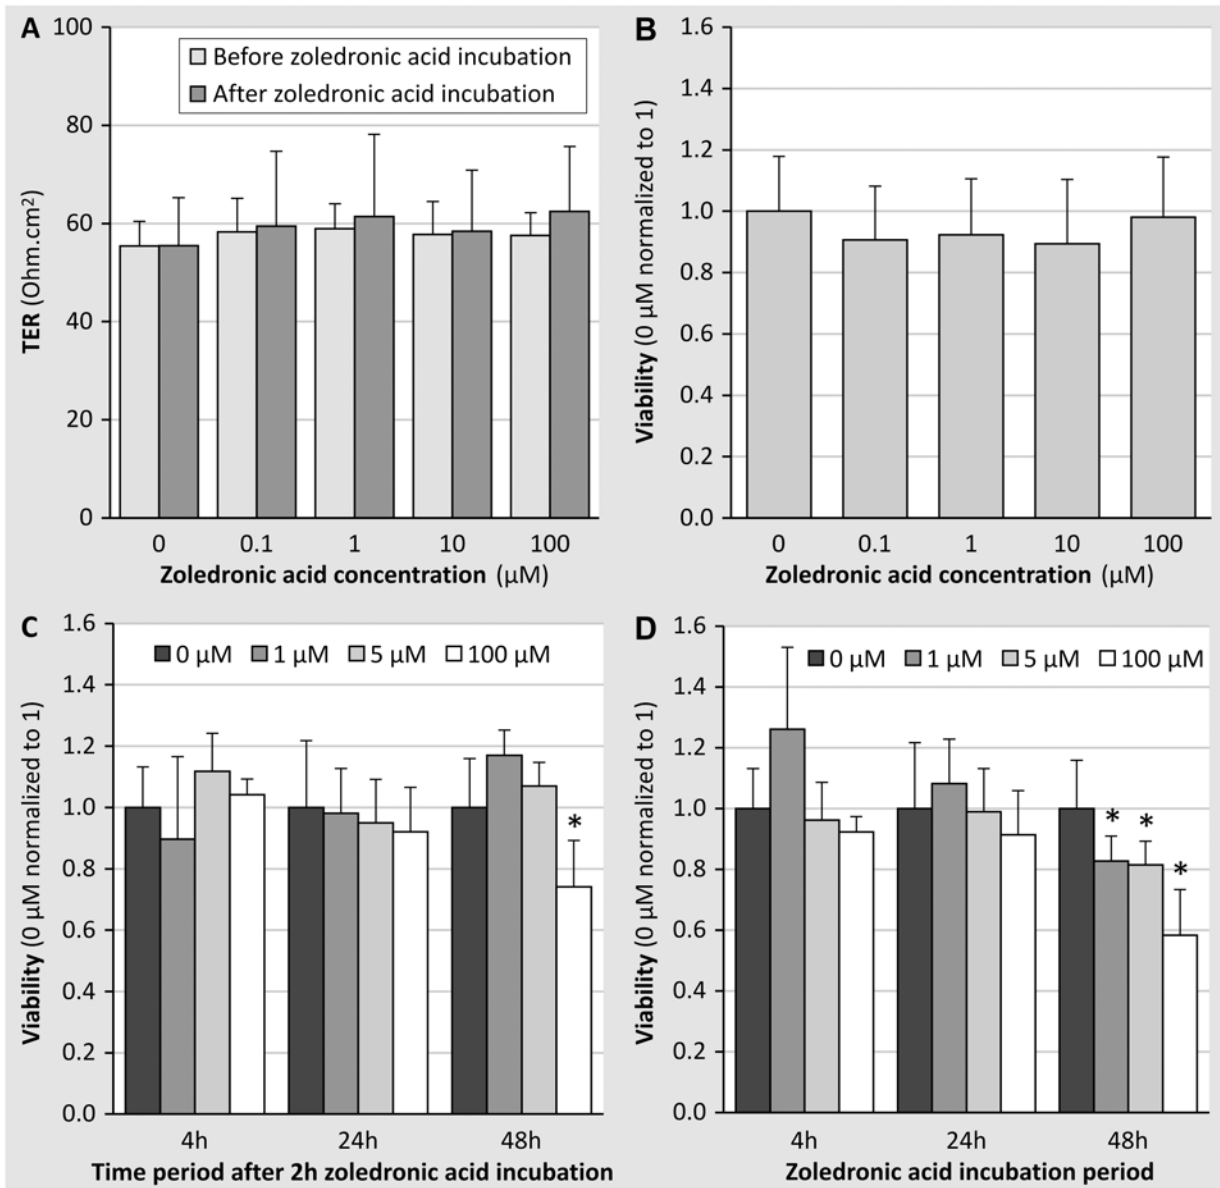 A
100
80
60
40
20
0
TER (Ohm.cm²)
Before zoledronic acid incubation
After zoledronic acid incubation
0 0.1 1 10 100
Zoledronic acid concentration (µM)
B
1.6
1.4
1.2
1.0
0.8
0.6
0.4
0.2
0.0
Viability (0 µM normalized to 1)
0 0.1 1 10 100
Zoledronic acid concentration (µM)
C
1.6
1.4
1.2
1.0
0.8
0.6
0.4
0.2
0.0
Viability (0 µM normalized to 1)
0 µM 1 µM 5 µM 100 µM
*
4h 24h 48h
Time period after 2h zoledronic acid incubation
D
1.6
1.4
1.2
1.0
0.8
0.6
0.4
0.2
0.0
Viability (0 µM normalized to 1)
0 µM 1 µM 5 µM 100 µM
* * *
4h 24h 48h
Zoledronic acid incubation period